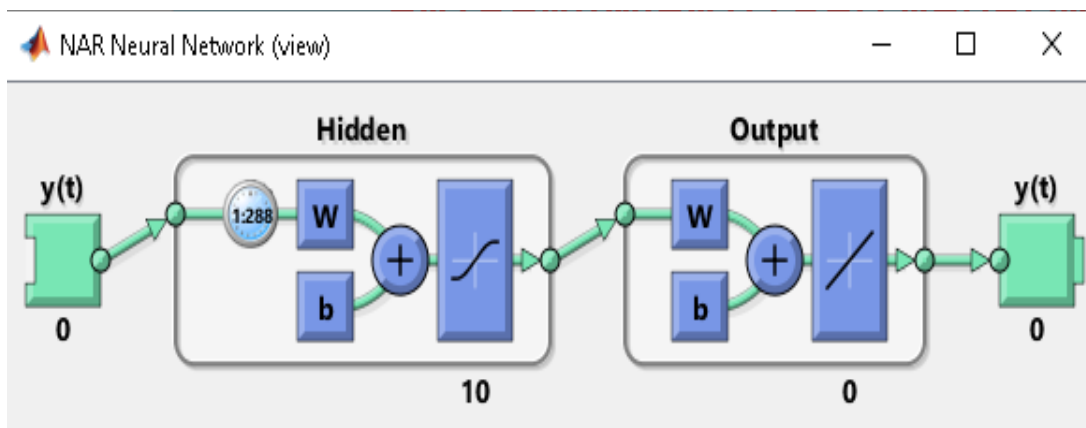 NAR Neural Network (view)
Hidden
Output
y(t)
y(t)
1:288
W
W
+
+
b
b
0
0
10
0